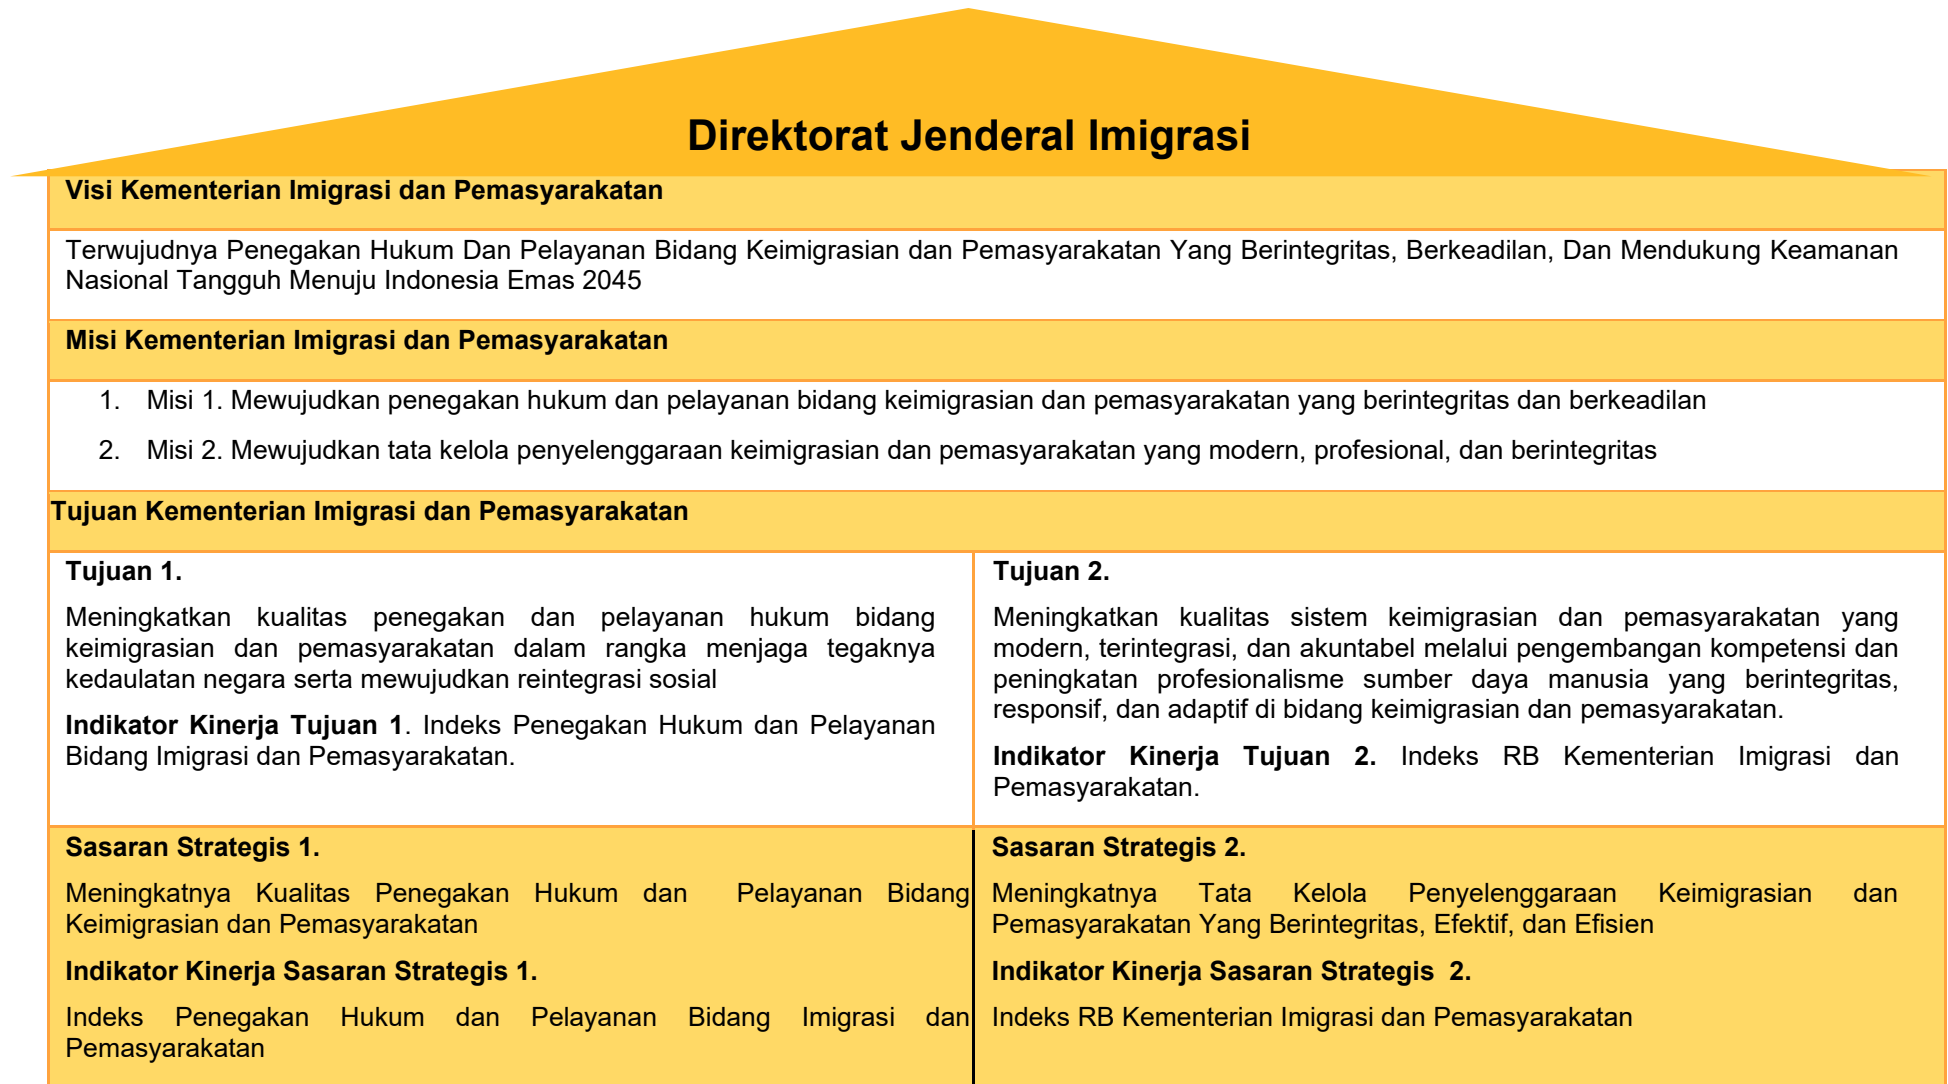 Direktorat Jenderal Imigrasi
Visi Kementerian Imigrasi dan Pemasyarakatan
Terwujudnya Penegakan Hukum Dan Pelayanan Bidang Keimigrasian dan Pemasyarakatan Yang Berintegritas, Berkeadilan, Dan Mendukung Keamanan
Nasional Tangguh Menuju Indonesia Emas 2045
Misi Kementerian Imigrasi dan Pemasyarakatan
1. Misi 1. Mewujudkan penegakan hukum dan pelayanan bidang keimigrasian dan pemasyarakatan yang berintegritas dan berkeadilan
2. Misi 2. Mewujudkan tata kelola penyelenggaraan keimigrasian dan pemasyarakatan yang modern, profesional, dan berintegritas
Tujuan Kementerian Imigrasi dan Pemasyarakatan
Tujuan 1.
Meningkatkan kualitas penegakan dan pelayanan hukum bidang
keimigrasian dan pemasyarakatan dalam rangka menjaga tegaknya
kedaulatan negara serta mewujudkan reintegrasi sosial
Indikator Kinerja Tujuan 1. Indeks Penegakan Hukum dan Pelayanan
Bidang Imigrasi dan Pemasyarakatan.
Tujuan 2.
Meningkatkan kualitas sistem keimigrasian dan pemasyarakatan yang
modern, terintegrasi, dan akuntabel melalui pengembangan kompetensi dan
peningkatan profesionalisme sumber daya manusia yang berintegritas,
responsif, dan adaptif di bidang keimigrasian dan pemasyarakatan.
Indikator Kinerja Tujuan 2. Indeks RB Kementerian Imigrasi dan
Pemasyarakatan.
Sasaran Strategis 1.
Meningkatnya Kualitas Penegakan Hukum dan Pelayanan Bidang
Keimigrasian dan Pemasyarakatan
Indikator Kinerja Sasaran Strategis 1.
Indeks Penegakan Hukum dan Pelayanan Bidang Imigrasi dan
Pemasyarakatan
Sasaran Strategis 2.
Meningkatnya Tata Kelola Penyelenggaraan Keimigrasian dan
Pemasyarakatan Yang Berintegritas, Efektif, dan Efisien
Indikator Kinerja Sasaran Strategis 2.
Indeks RB Kementerian Imigrasi dan Pemasyarakatan